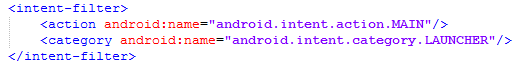 <intent-filter>
    <action android:name="android.intent.action.MAIN"/>
    <category android:name="android.intent.category.LAUNCHER"/>
</intent-filter>